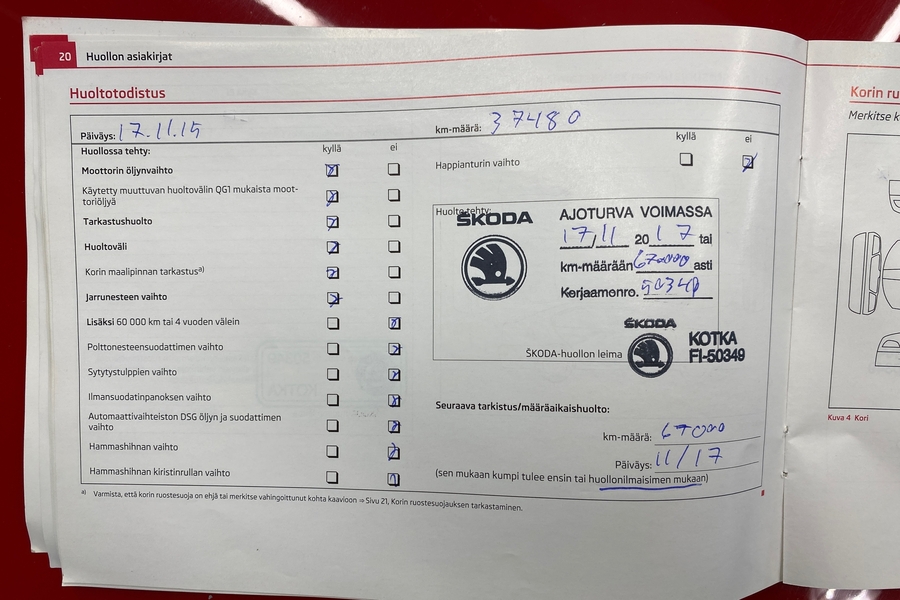 20 Huollon asiakirjat
Huoltotodistus
Päiväys: 17.11.15
km-määrä: 37480
Huollossa tehty: kyllä ei
kyllä ei
Moottorin öljynvaihto
Happianturin vaihto
Käytetty muuttuvan huoltovälin QG1 mukaista moot-
toriöljyä
Tarkastushuolto
Huoltoväli
Korin maalipinnan tarkastus a)
Jarrunesteen vaihto
Lisäksi 60 000 km tai 4 vuoden välein
Polttonesteensuodattimen vaihto
Sytytystulppien vaihto
Ilmansuodatinpanoksen vaihto
Automaattivaihteiston DSG öljyn ja suodattimen
vaihto
Hammashihnan vaihto
Hammashihnan kiristinrullan vaihto
Huolto tehty:
ŠKODA
AJOTURVA VOIMASSA
17/11 2017 tai
km-määrään 67000 asti
Korjaamonro. 50349
ŠKODA
KOTKA
FI-50349
ŠKODA-huollon leima
Seuraava tarkistus/määräaikaishuolto:
km-määrä: 67000
Päiväys: 11/17
(sen mukaan kumpi tulee ensin tai huollonilmaisimen mukaan)
a) Varmista, että korin ruostesuoja on ehjä tai merkitse vahingoittunut kohta kaavioon ⇒ Sivu 21, Korin ruostesuojauksen tarkastaminen.
Korin ru
Merkitse k
Kuva 4 Kori